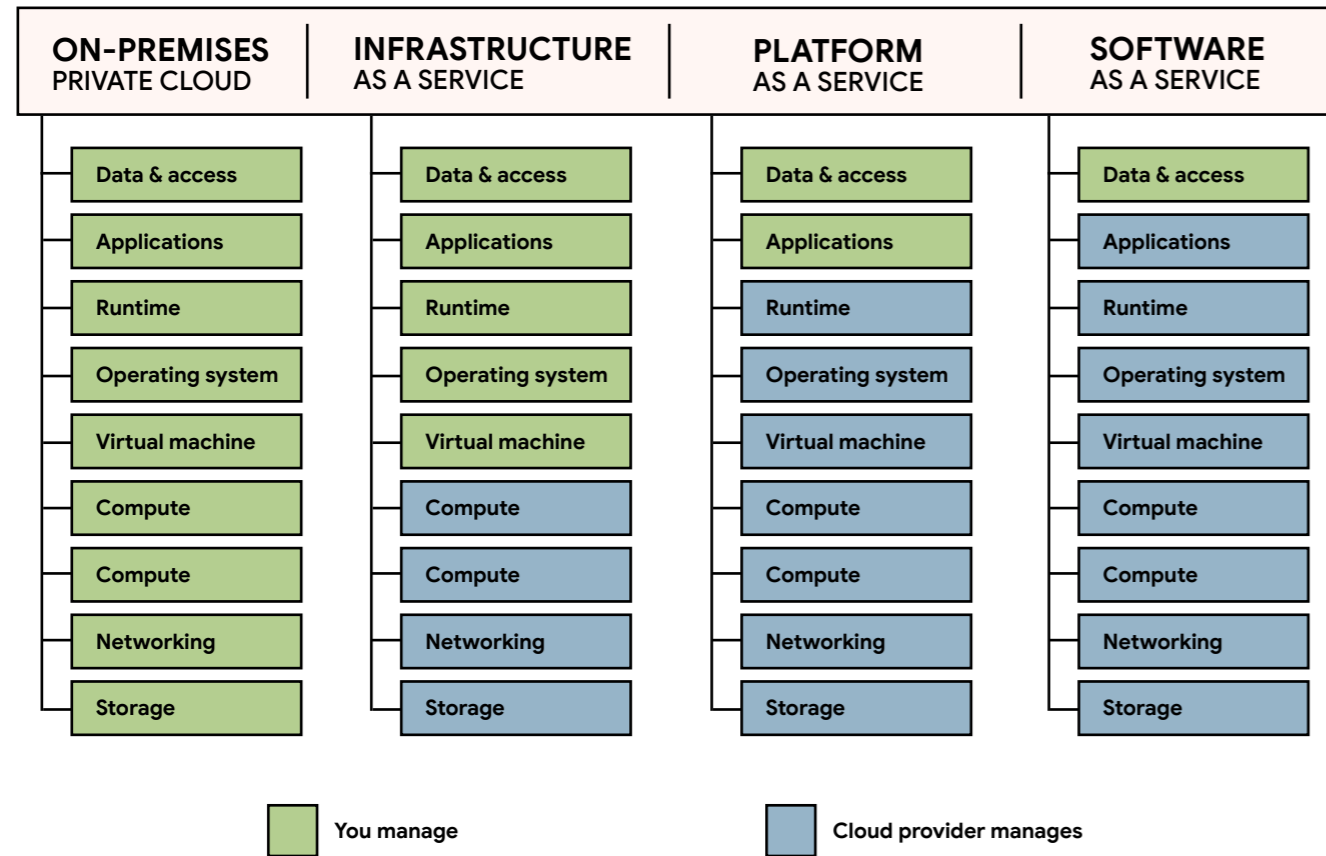 ON-PREMISES
PRIVATE CLOUD
INFRASTRUCTURE
AS A SERVICE
PLATFORM
AS A SERVICE
SOFTWARE
AS A SERVICE
Data & access
Applications
Runtime
Operating system
Virtual machine
Compute
Compute
Networking
Storage
Data & access
Applications
Runtime
Operating system
Virtual machine
Compute
Compute
Networking
Storage
Data & access
Applications
Runtime
Operating system
Virtual machine
Compute
Compute
Networking
Storage
Data & access
Applications
Runtime
Operating system
Virtual machine
Compute
Compute
Networking
Storage
You manage
Cloud provider manages